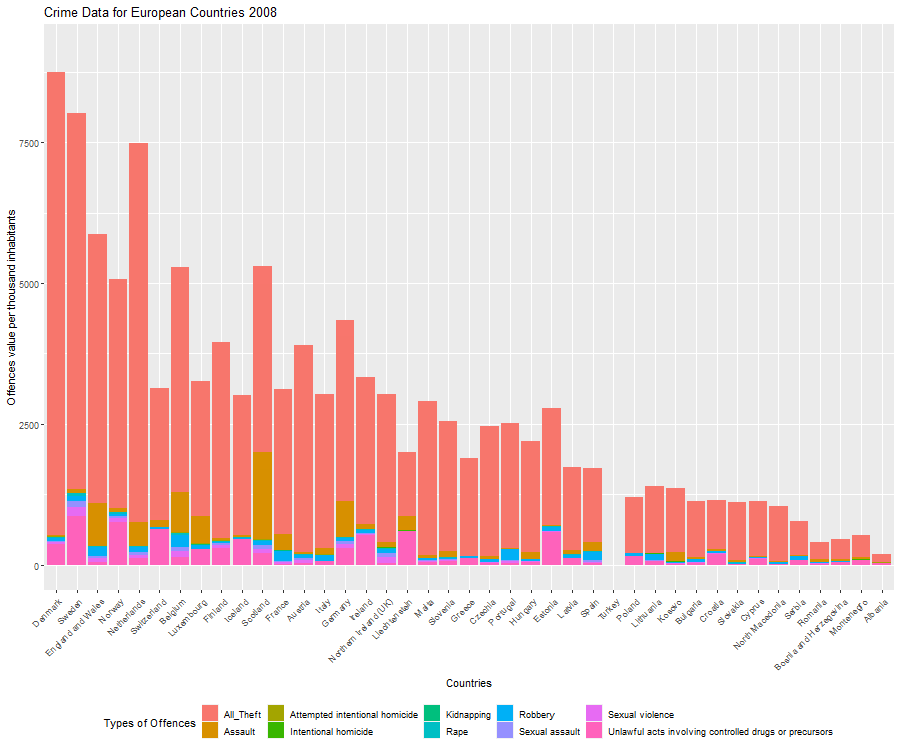 Crime Data for European Countries 2008
Offences value per thousand inhabitants
7500
5000
2500
0
Denmark
Sweden
England and Wales
Norway
Netherlands
Switzerland
Belgium
Luxembourg
Finland
Iceland
Scotland
France
Austria
Italy
Germany
Ireland
Northern Ireland (UK)
Liechtenstein
Malta
Slovenia
Greece
Czechia
Portugal
Hungary
Estonia
Latvia
Spain
Turkey
Poland
Lithuania
Kosovo
Bulgaria
Croatia
Slovakia
Cyprus
North Macedonia
Serbia
Romania
Bosnia and Herzegovina
Montenegro
Albania
Countries
Types of Offences
All_Theft
Assault
Attempted intentional homicide
Intentional homicide
Kidnapping
Rape
Robbery
Sexual assault
Sexual violence
Unlawful acts involving controlled drugs or precursors